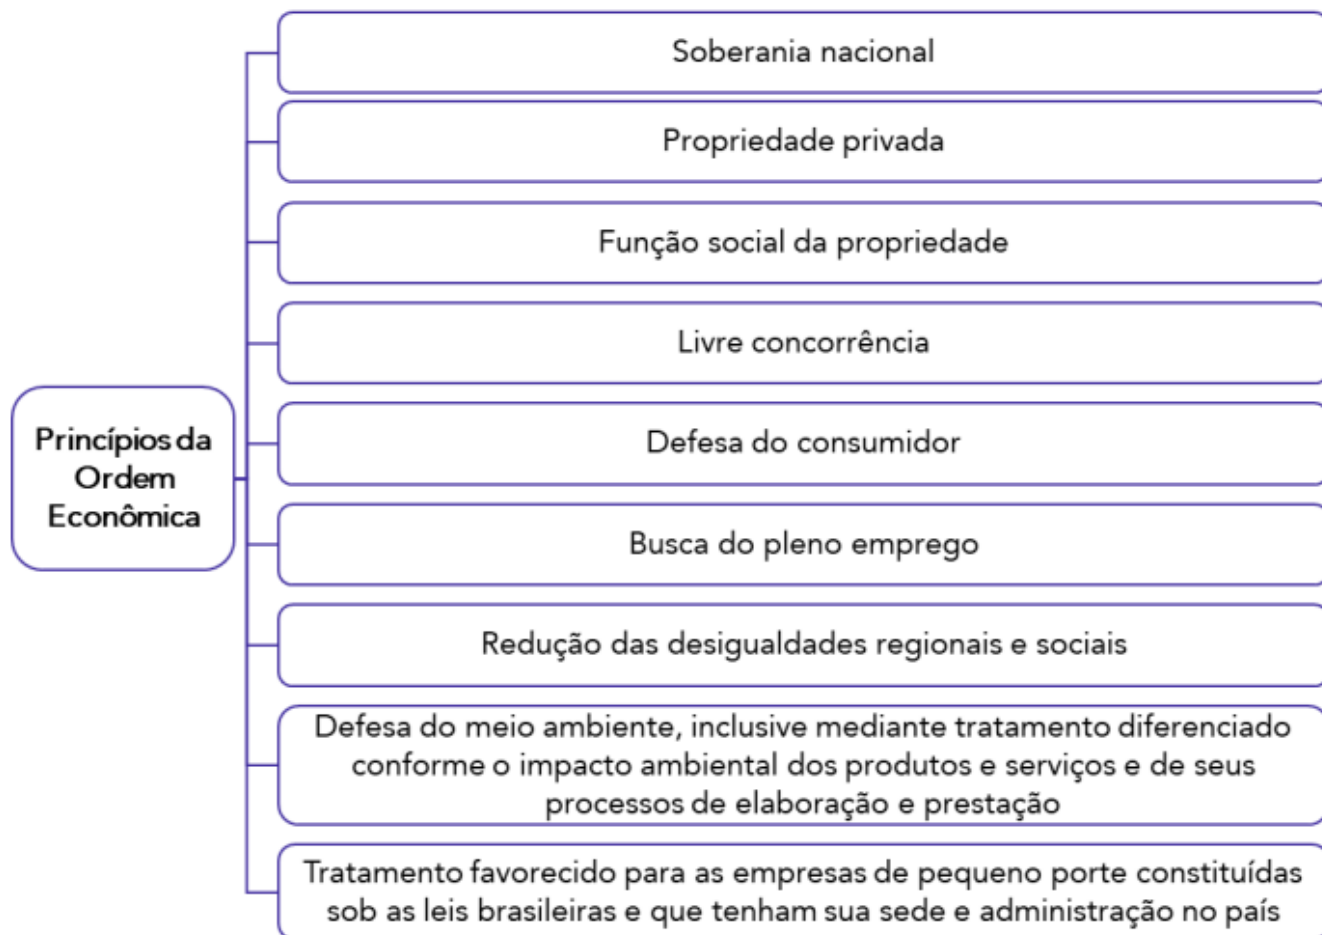 Soberania nacional
Propriedade privada
Função social da propriedade
Livre concorrência
Princípios da
Ordem
Econômica
Defesa do consumidor
Busca do pleno emprego
Redução das desigualdades regionais e sociais
Defesa do meio ambiente, inclusive mediante tratamento diferenciado
conforme o impacto ambiental dos produtos e serviços e de seus
processos de elaboração e prestação
Tratamento favorecido para as empresas de pequeno porte constituídas
sob as leis brasileiras e que tenham sua sede e administração no país